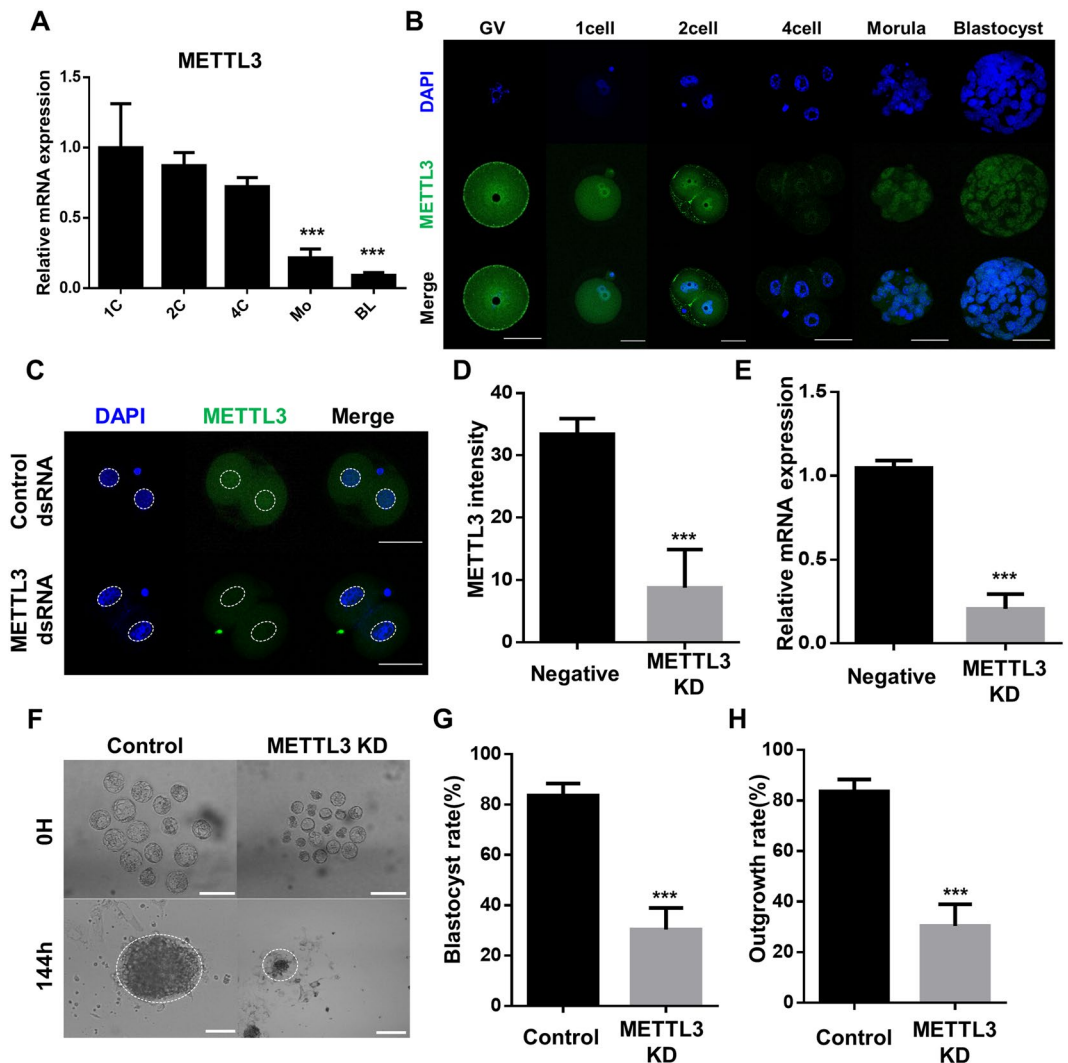 A
METTL3
Relative mRNA expression
1.5
1.0
0.5
0.0
***
***
1C
2C
4C
Mo
BL
B
GV
1cell
2cell
4cell
Morula
Blastocyst
DAPI
METTL3
Merge
C
DAPI
METTL3
Merge
Control
dsRNA
METTL3
dsRNA
D
METTL3 intensity
40
30
20
10
0
***
Negative
METTL3
KD
E
Relative mRNA expression
1.5
1.0
0.5
0.0
***
Negative
METTL3
KD
F
Control
METTL3 KD
0H
144h
G
Blastocyst rate(%)
100
80
60
40
20
0
***
Control
METTL3
KD
H
Outgrowth rate(%)
100
80
60
40
20
0
***
Control
METTL3
KD